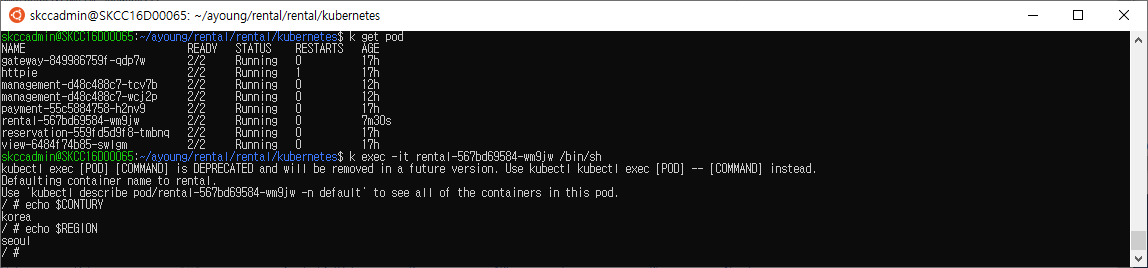 skccadmin@SKCC16D00065: ~/ayoung/rental/rental/kubernetes
skccadmin@SKCC16D00065:~/ayoung/rental/rental/kubernetes$ k get pod
NAME READY STATUS RESTARTS AGE
gateway-849986759f-qdp7w 2/2 Running 0 17h
httpie 2/2 Running 1 17h
management-d48c488c7-tcv7b 2/2 Running 0 12h
management-d48c488c7-wcj2p 2/2 Running 0 12h
payment-55c5884758-h2nv9 2/2 Running 0 17h
rental-567bd69584-wm9jw 2/2 Running 0 7m30s
reservation-559fd5d9f8-tmbnq 2/2 Running 0 17h
view-6484f74b85-swlgm 2/2 Running 0 17h
skccadmin@SKCC16D00065:~/ayoung/rental/rental/kubernetes$ k exec -it rental-567bd69584-wm9jw /bin/sh
kubectl exec [POD] [COMMAND] is DEPRECATED and will be removed in a future version. Use kubectl kubectl exec [POD] -- [COMMAND] instead.
Defaulting container name to rental.
Use 'kubectl describe pod/rental-567bd69584-wm9jw -n default' to see all of the containers in this pod.
/ # echo $CONTURY
korea
/ # echo $REGION
seoul
/ #